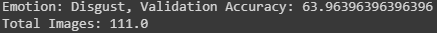 Emotion: Disgust, Validation Accuracy: 63.96396396396396
Total Images: 111.0